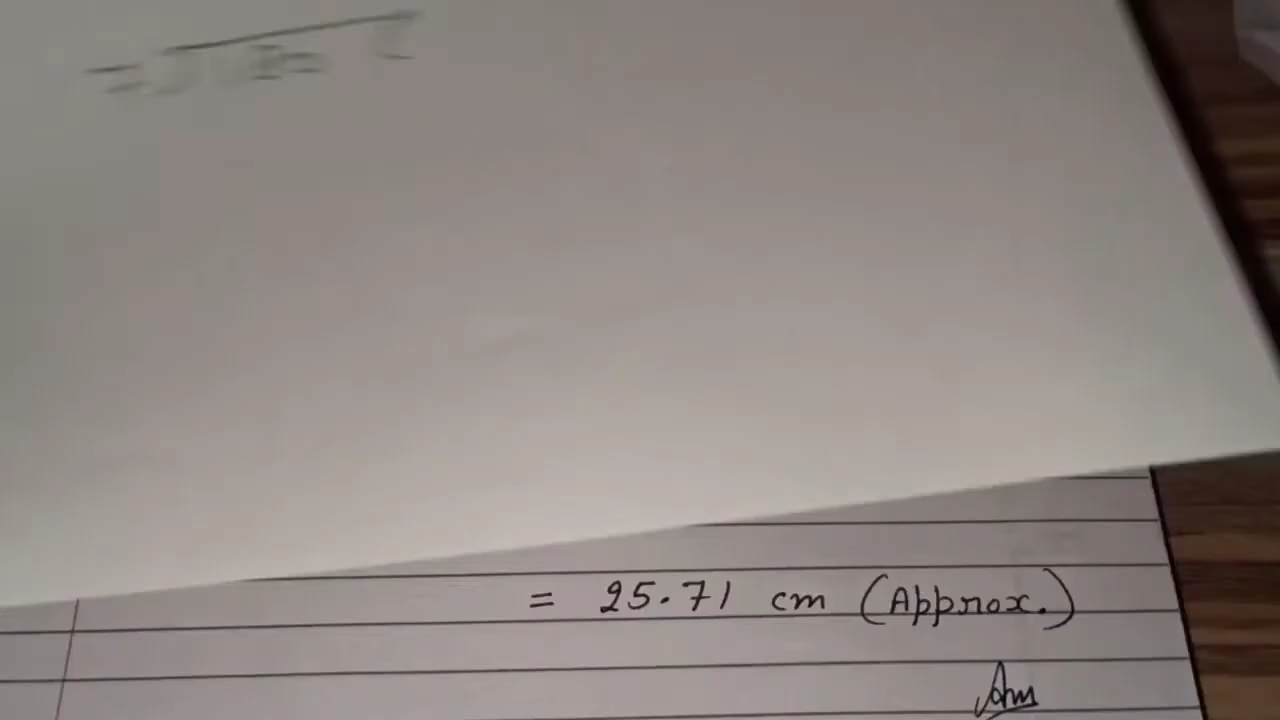 = 25.71 cm (Approx.)
Ans